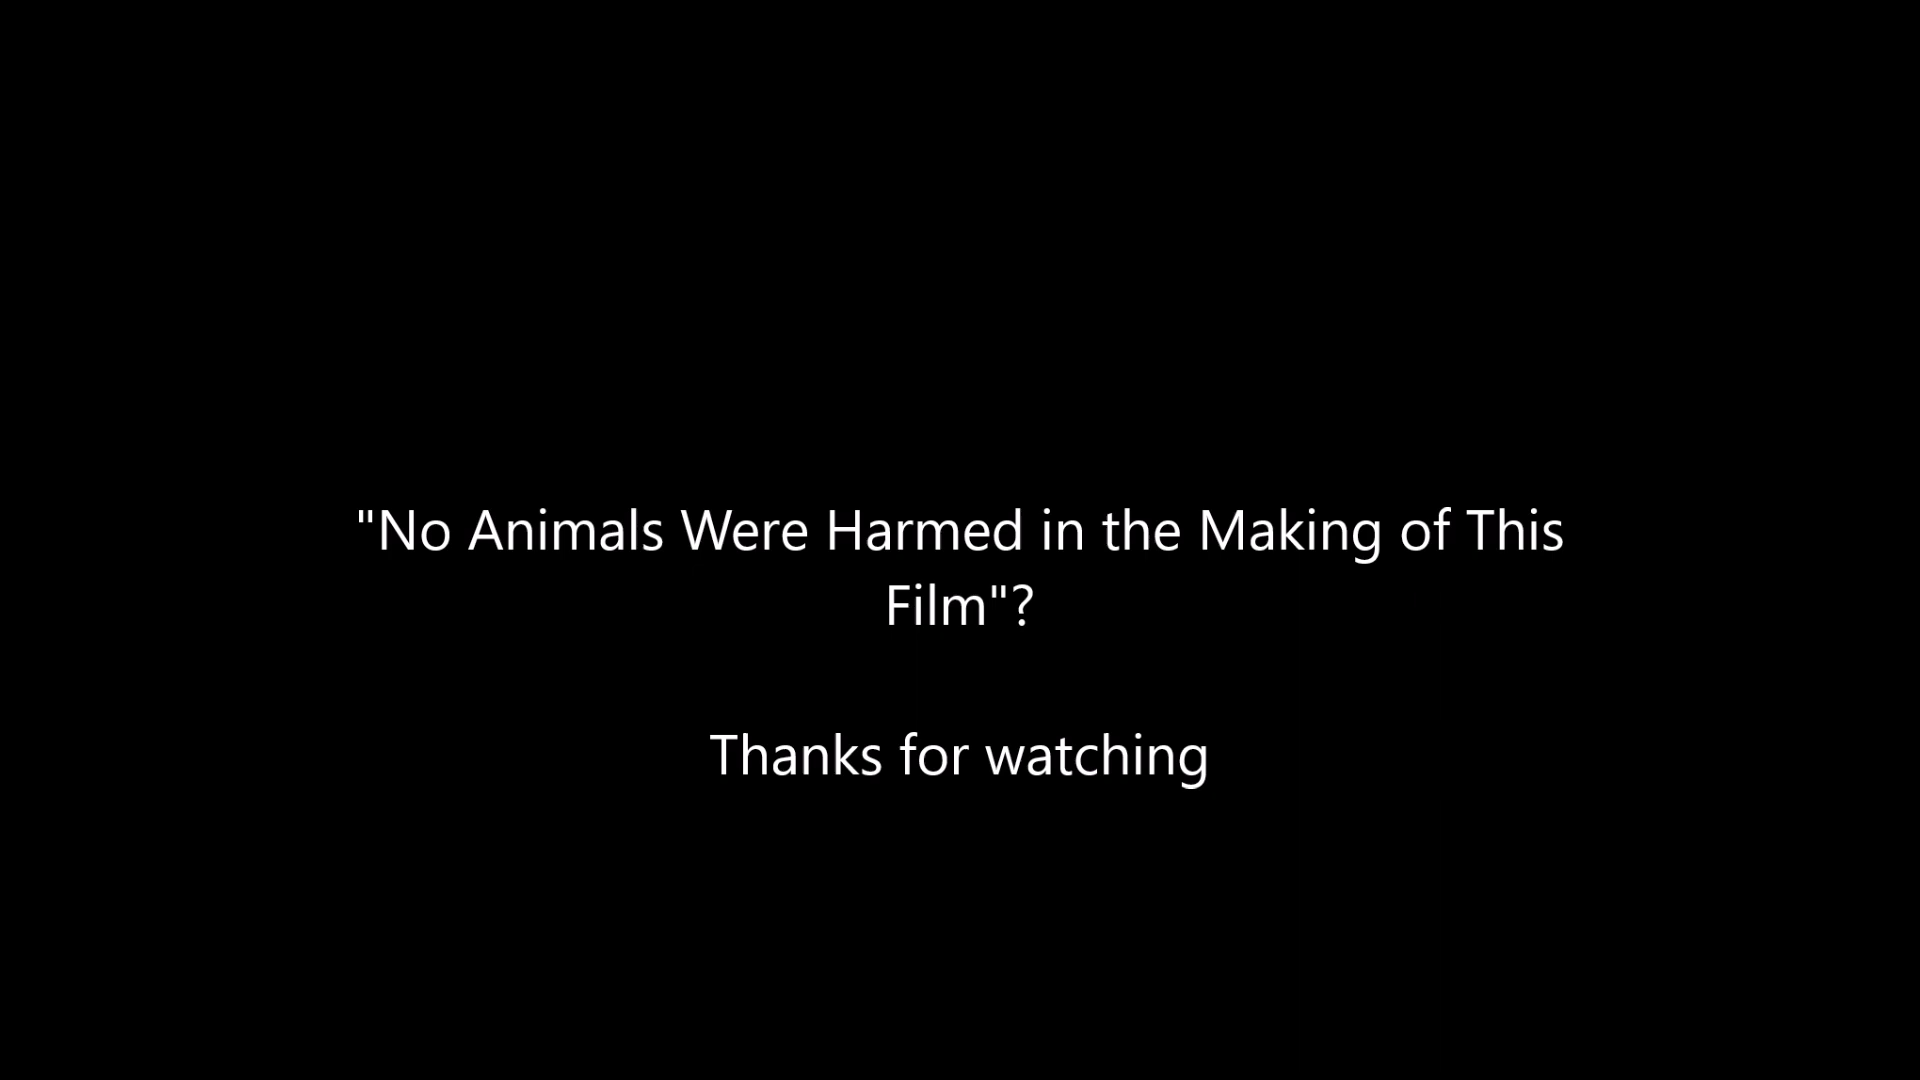 "No Animals Were Harmed in the Making of This
Film"?
Thanks for watching